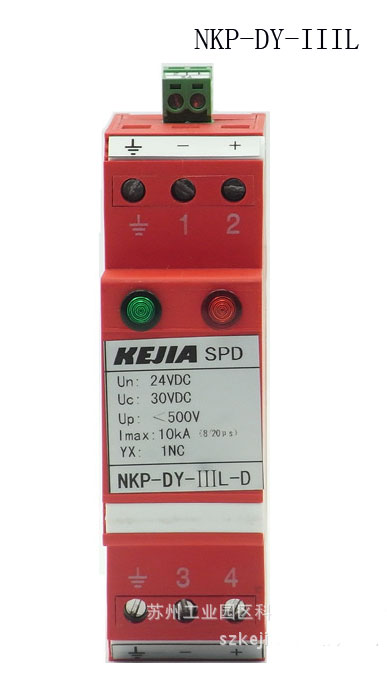 NKP-DY-IIIL
⏚ − +
⏚ 1 2
KEJIA SPD
Un: 24VDC
Uc: 30VDC
Up: <500V
Imax:10kA (8/20μs)
YX: 1NC
NKP-DY-IIIL-D
⏚ 3 4
苏州工业园区科
szkeji